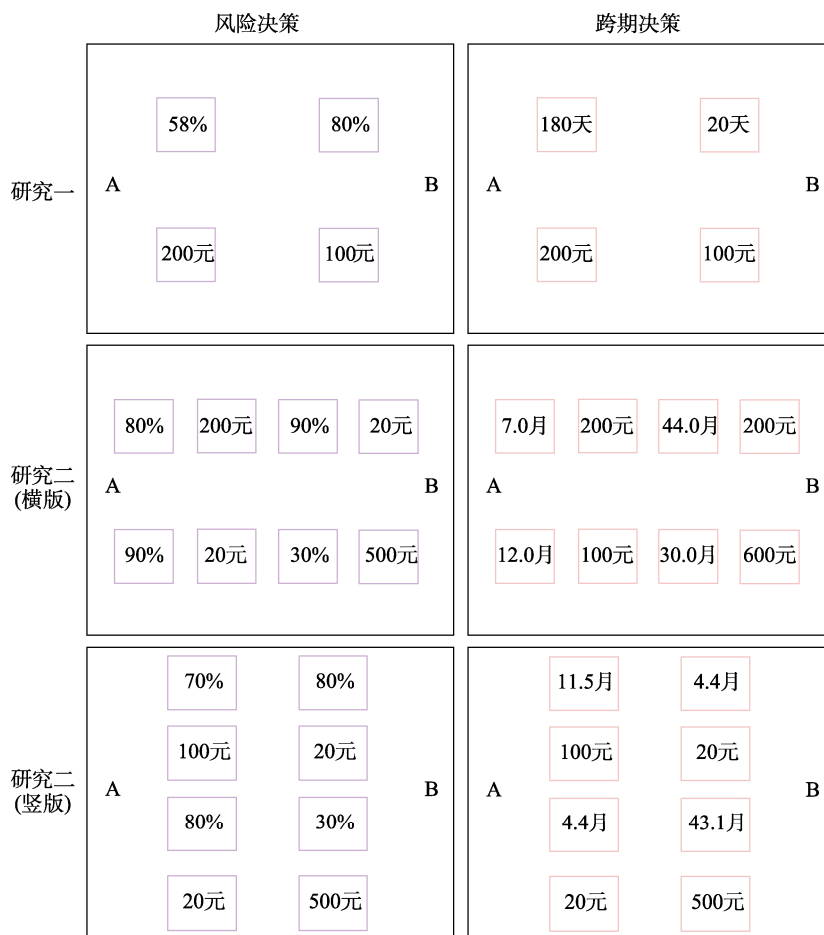 风险决策 跨期决策
58% 80% 180天 20天
研究一 A B A B
200元 100元 200元 100元
80% 200元 90% 20元 7.0月 200元 44.0月 200元
研究二
(横版)
A B A B
90% 20元 30% 500元 12.0月 100元 30.0月 600元
70% 80% 11.5月 4.4月
100元 20元 100元 20元
研究二
(竖版)
A B A B
80% 30% 4.4月 43.1月
20元 500元 20元 500元